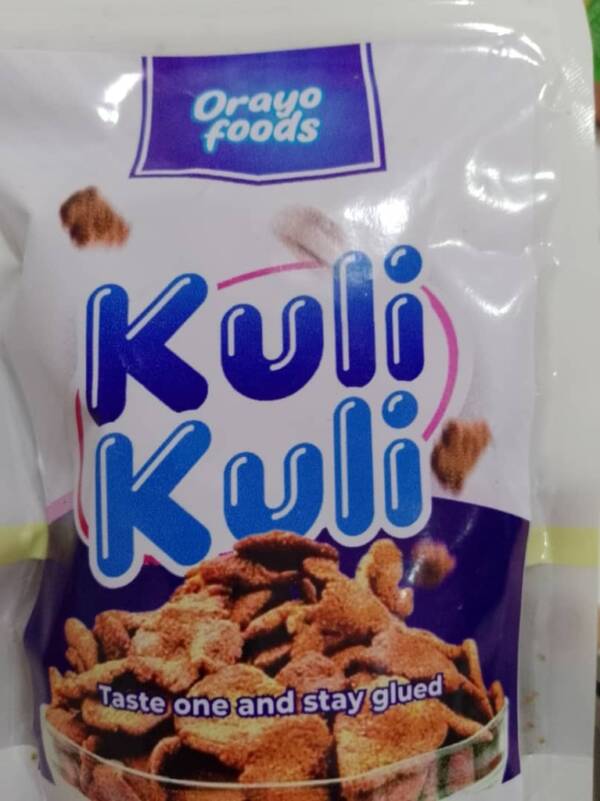 Orayo
foods
Kuli
Kuli
Taste one and stay glued